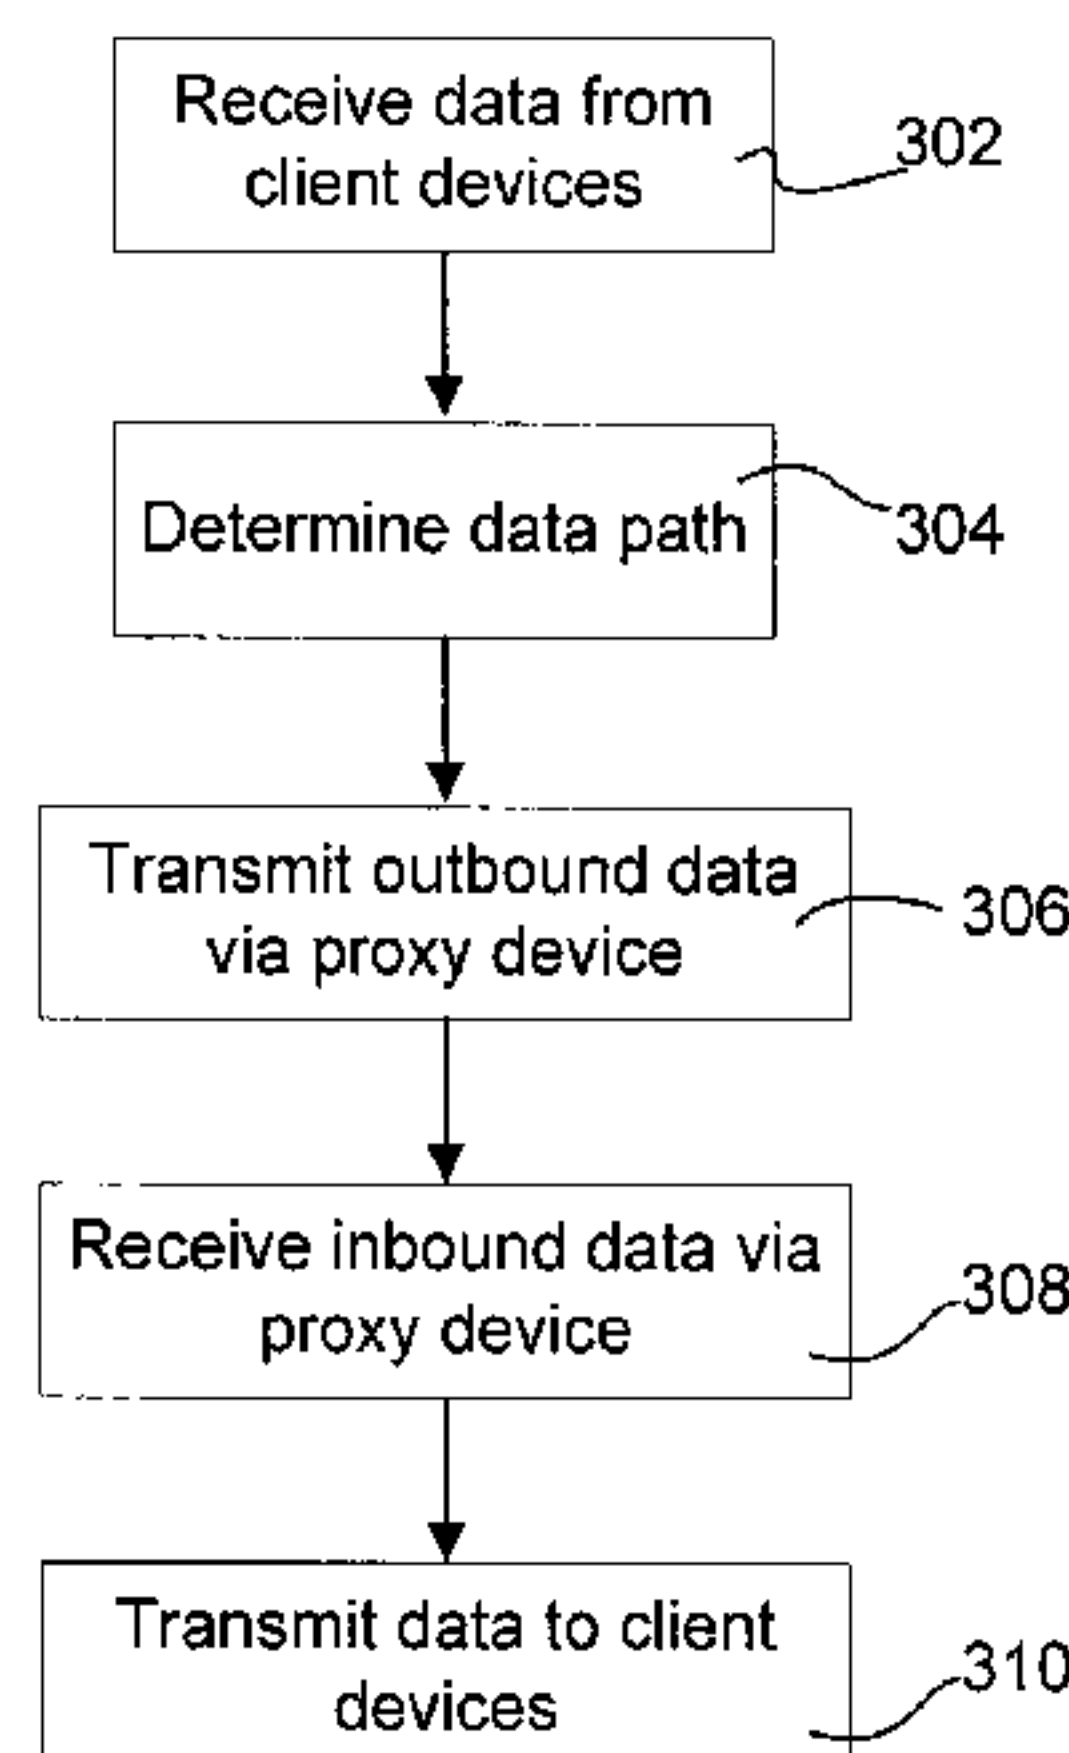 Receive data from
client devices
302
Determine data path
304
Transmit outbound data
via proxy device
306
Receive inbound data via
proxy device
308
Transmit data to client
devices
310